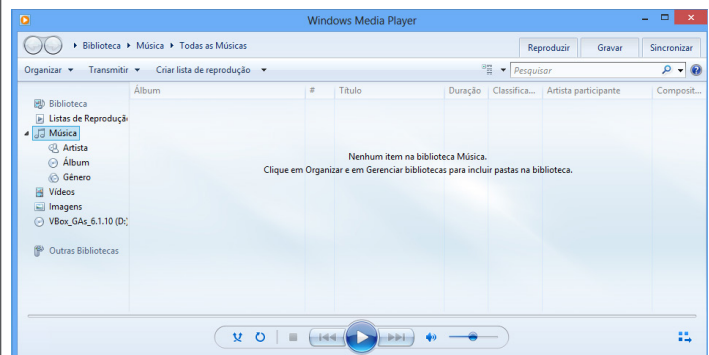 Windows Media Player
Biblioteca Música Todas as Músicas
Reproduzir Gravar Sincronizar
Organizar Transmitir Criar lista de reprodução Pesquisar
Álbum # Título Duração Classifica... Artista participante Composit...
Biblioteca
Listas de Reproduçã
Música
Artista
Álbum
Gênero
Vídeos
Imagens
VBox_GAs_6.1.10 (D:)
Outras Bibliotecas
Nenhum item na biblioteca Música.
Clique em Organizar e em Gerenciar bibliotecas para incluir pastas na biblioteca.